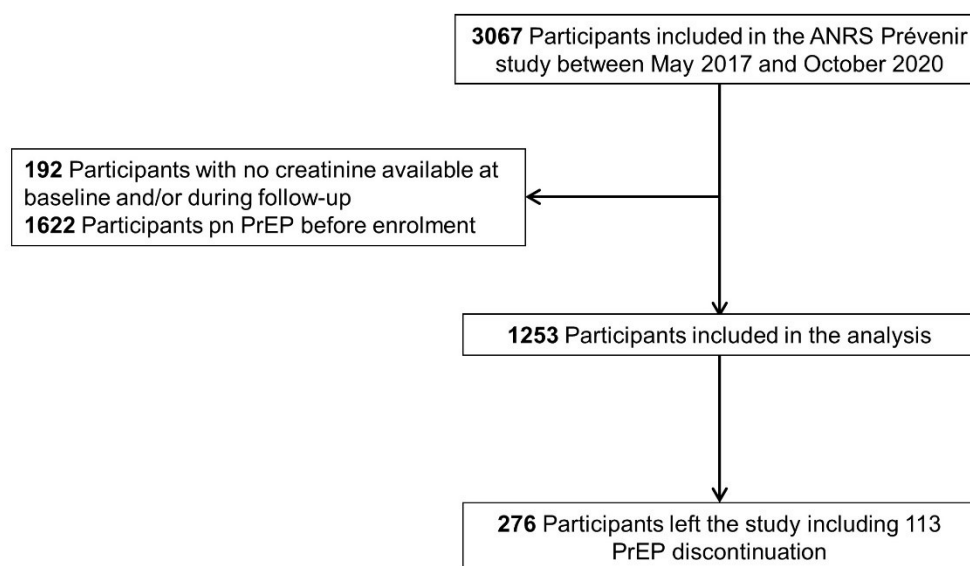 3067 Participants included in the ANRS Prévenir
study between May 2017 and October 2020
192 Participants with no creatinine available at
baseline and/or during follow-up
1622 Participants pn PrEP before enrolment
1253 Participants included in the analysis
276 Participants left the study including 113
PrEP discontinuation